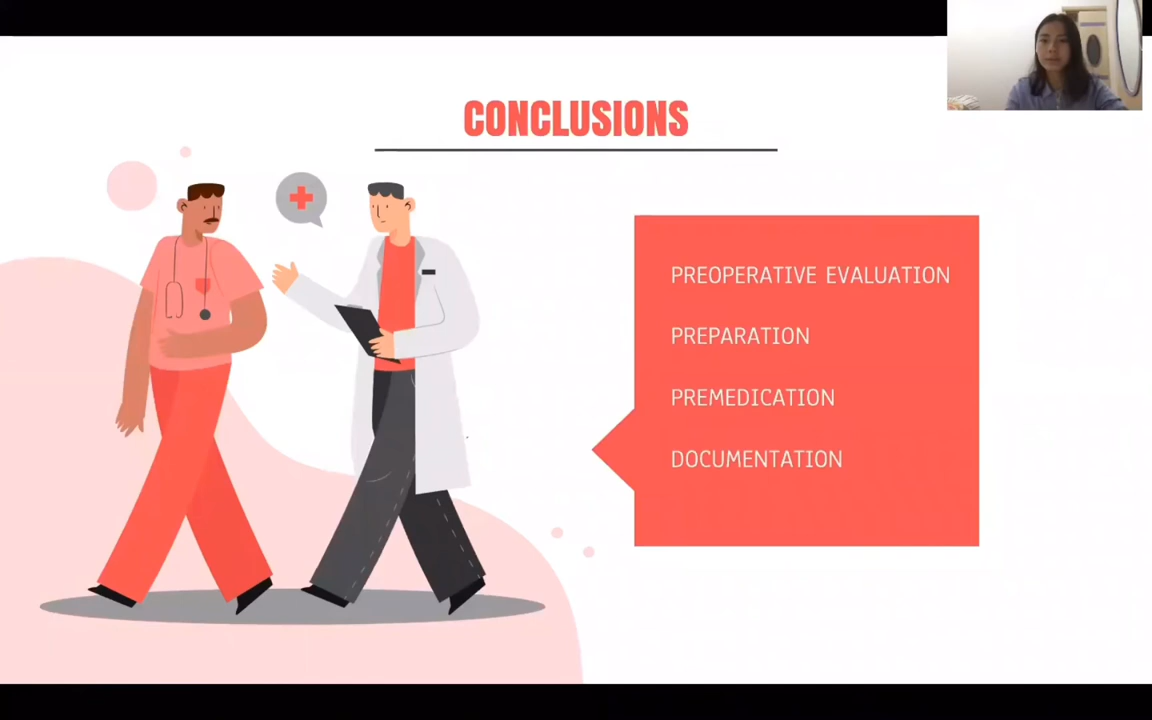 CONCLUSIONS
PREOPERATIVE EVALUATION
PREPARATION
PREMEDICATION
DOCUMENTATION